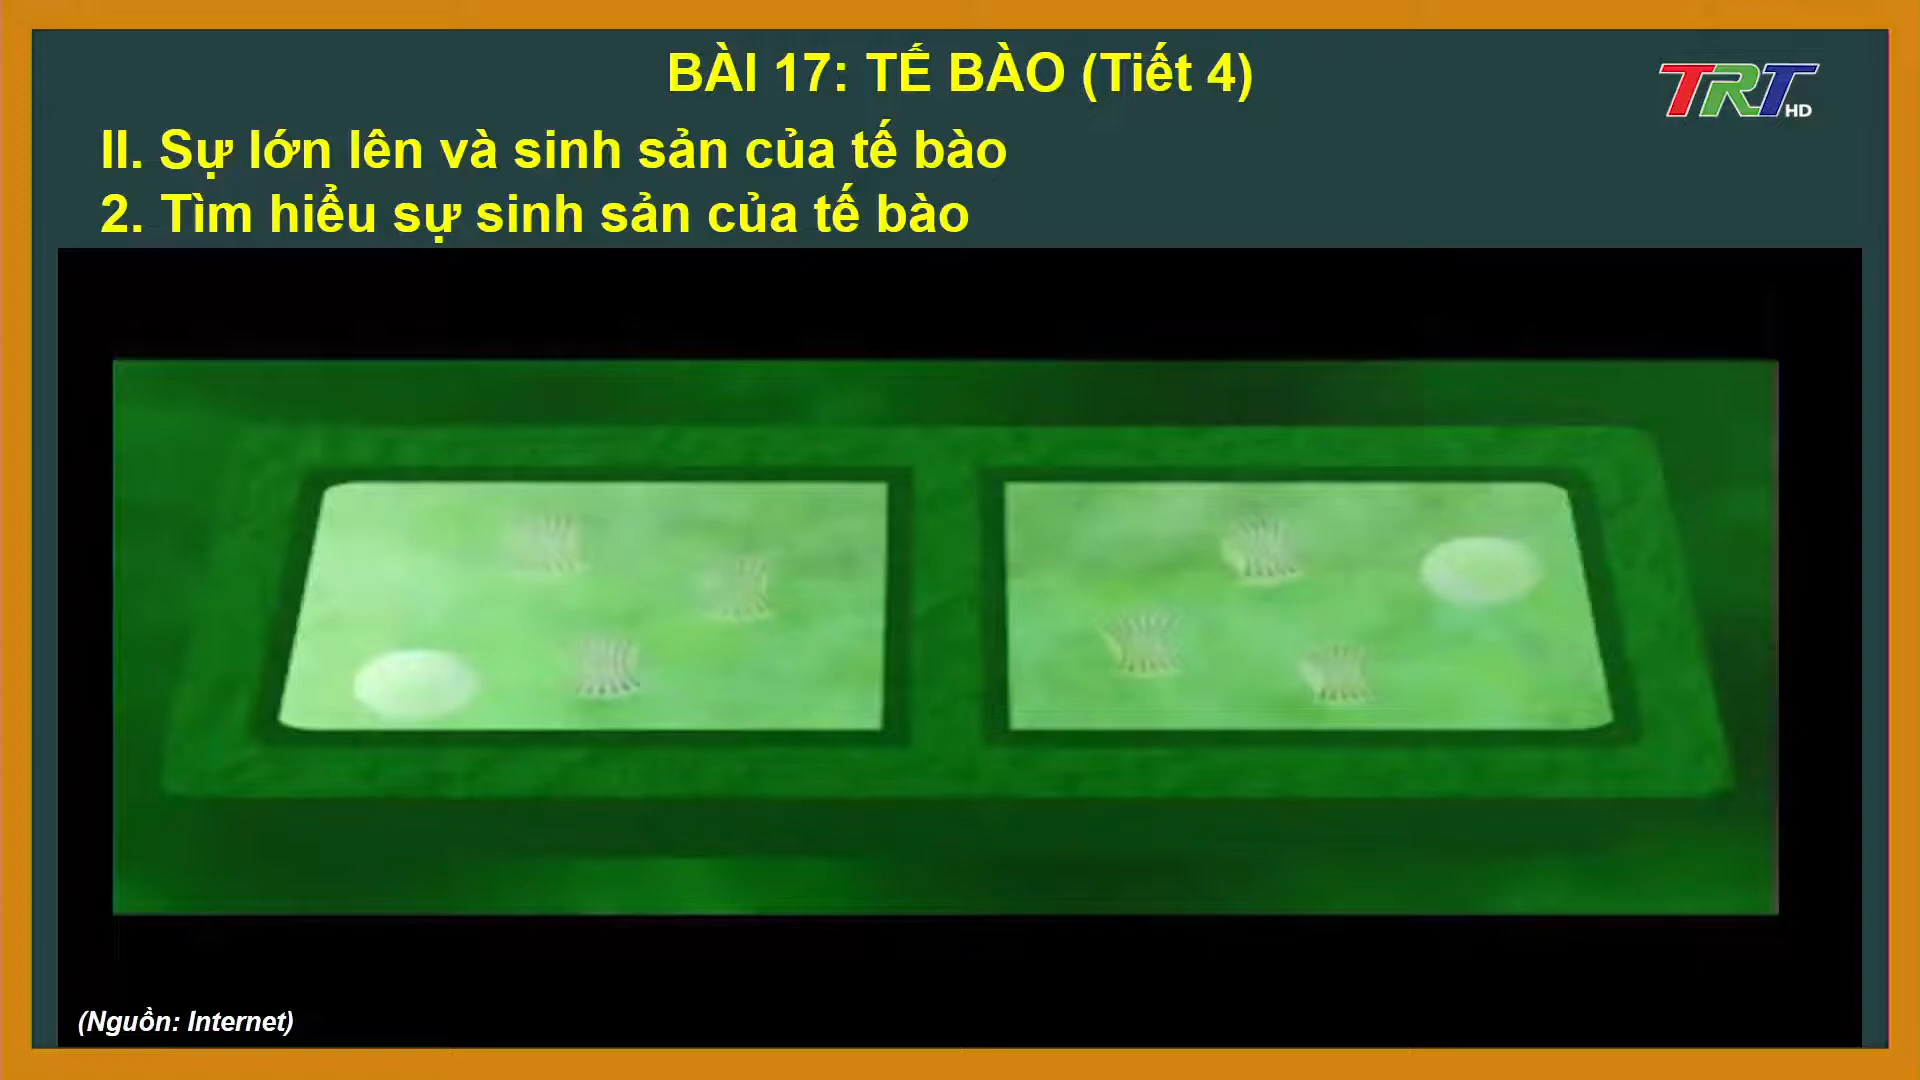 BÀI 17: TẾ BÀO (Tiết 4)
TRT HD
II. Sự lớn lên và sinh sản của tế bào
2. Tìm hiểu sự sinh sản của tế bào
(Nguồn: Internet)